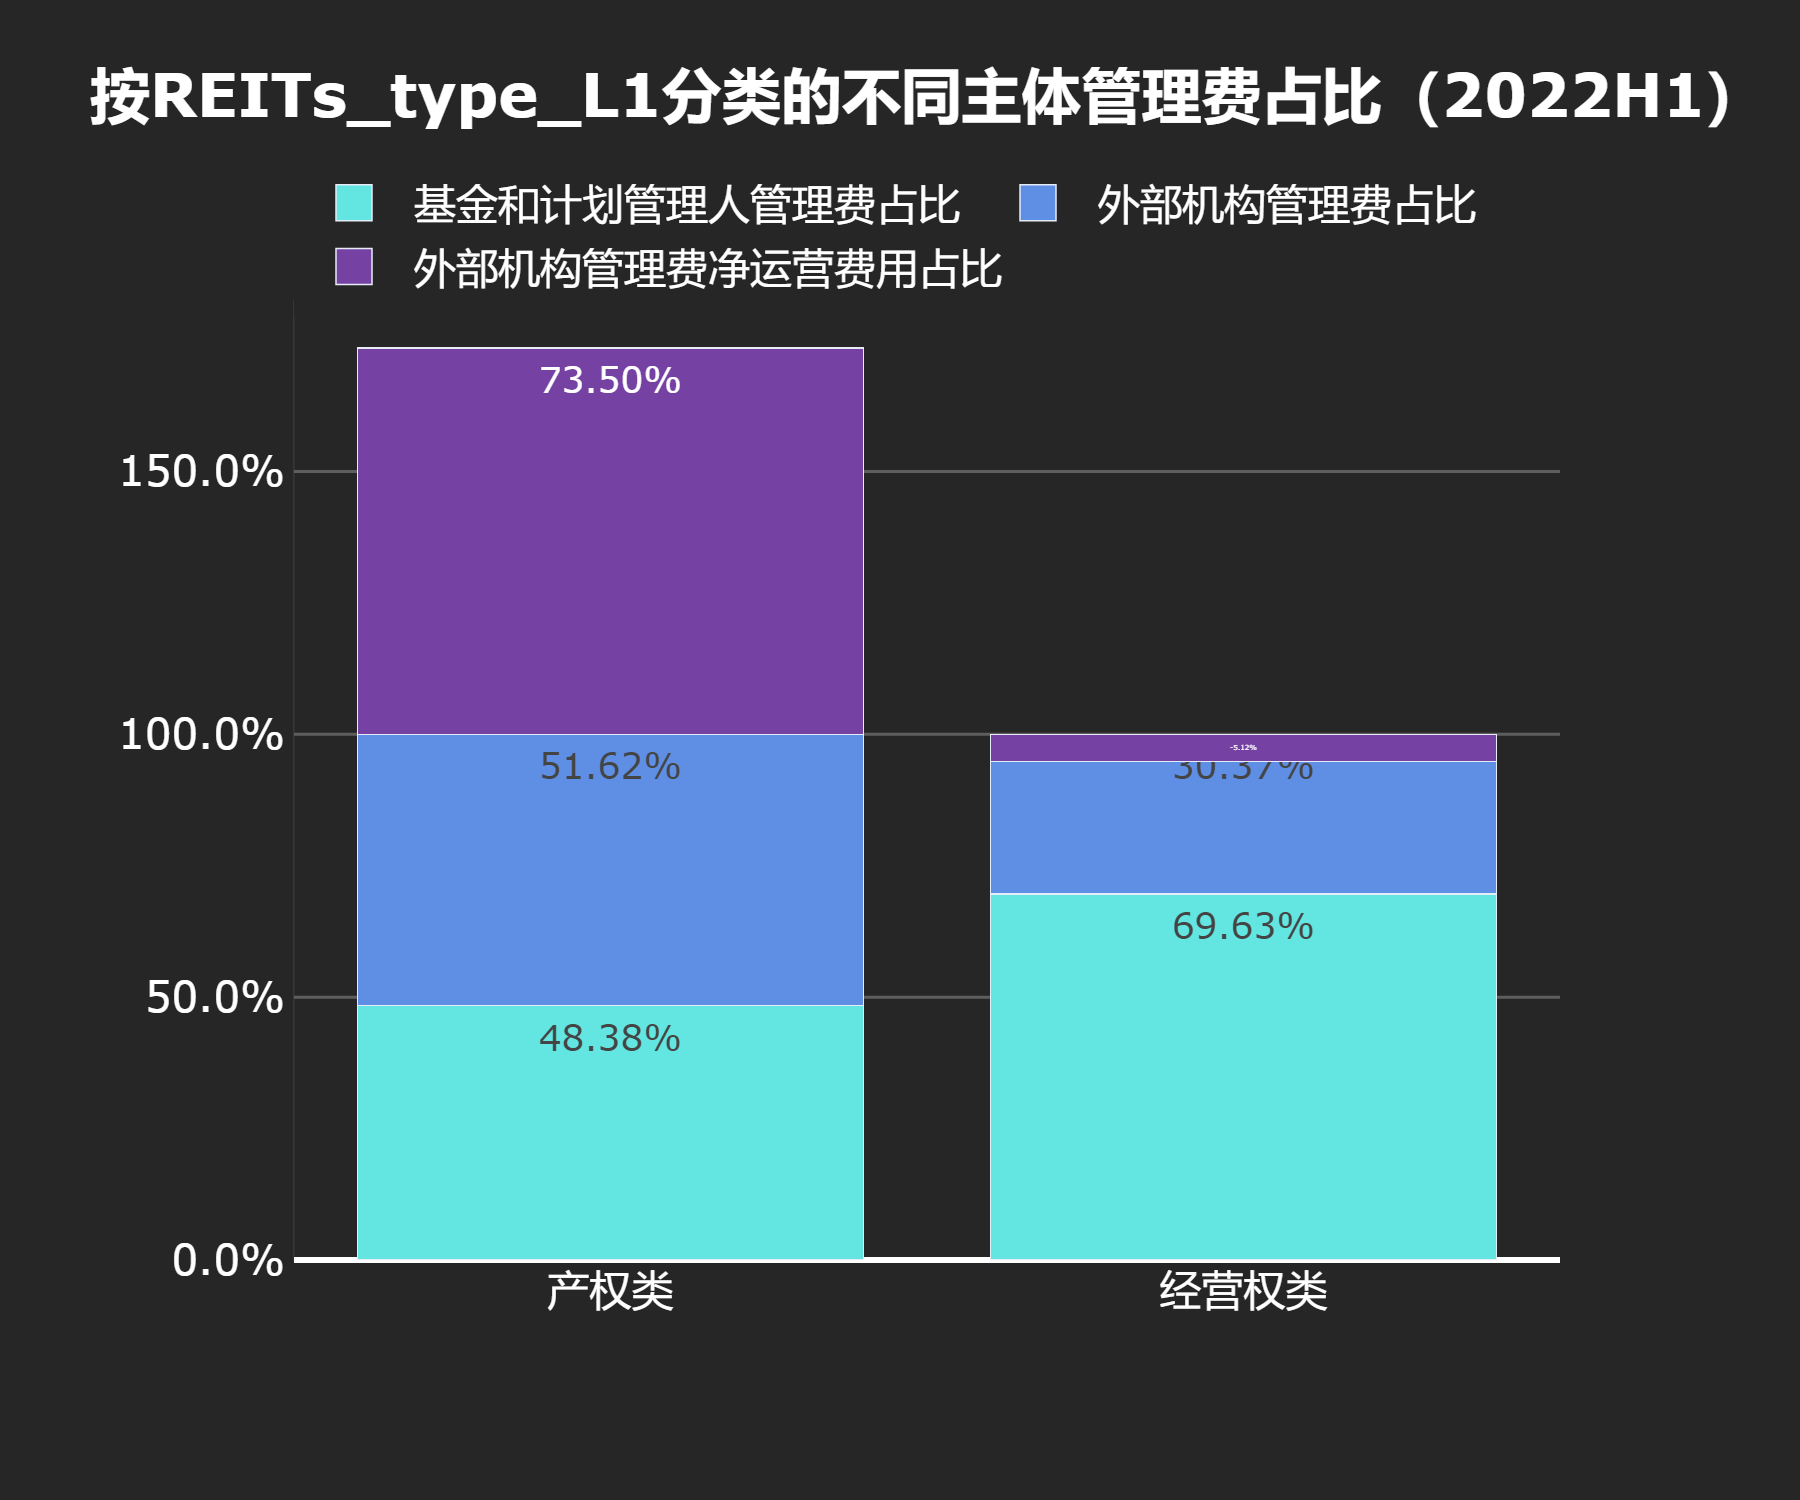 按REITs_type_L1分类的不同主体管理费占比（2022H1）
基金和计划管理人管理费占比 外部机构管理费占比
外部机构管理费净运营费用占比
73.50%
150.0%
100.0%
51.62%
-5.12%
30.37%
69.63%
50.0%
48.38%
0.0%
产权类 经营权类